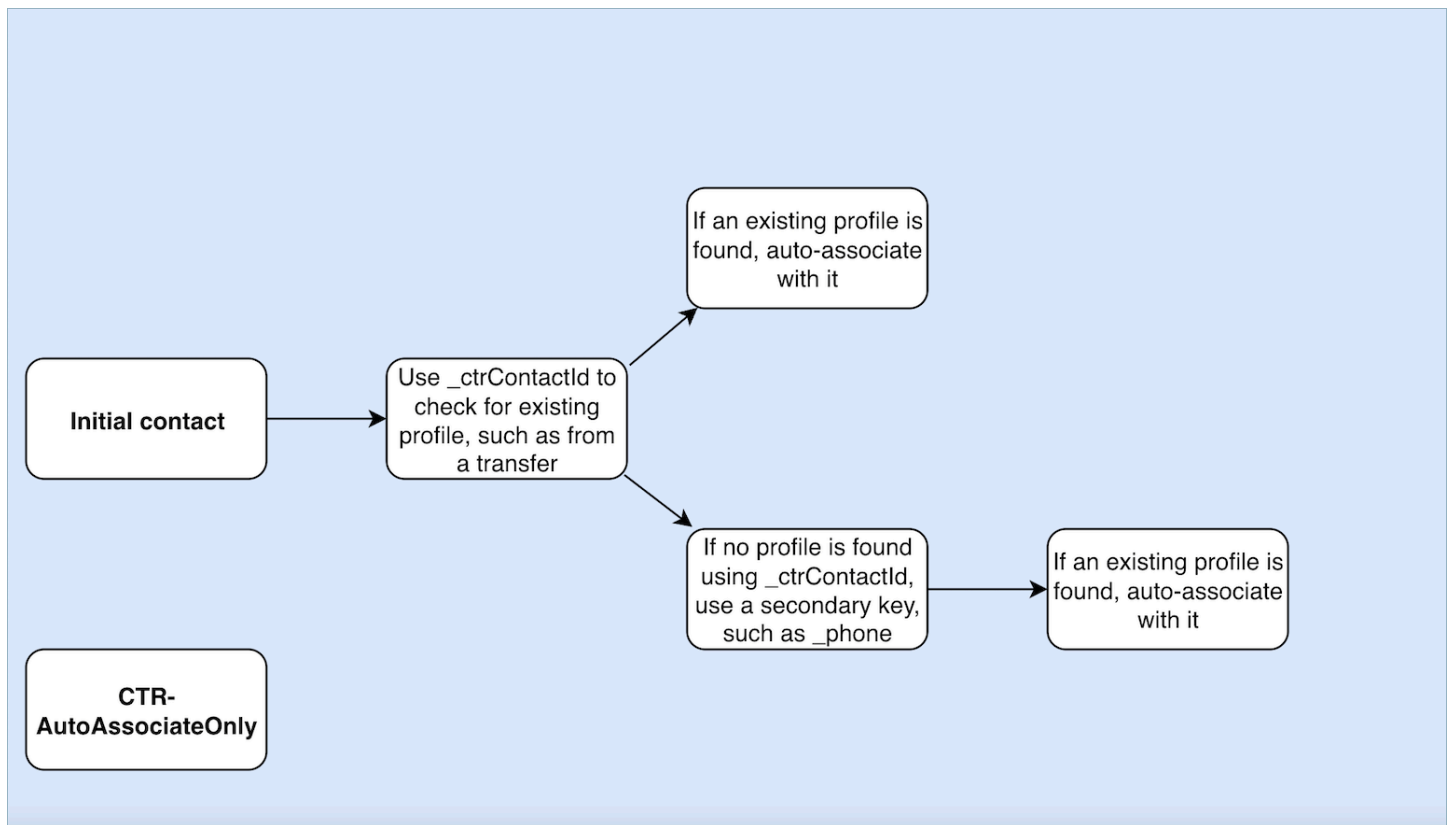 If an existing profile is
found, auto-associate
with it
Initial contact
Use _ctrContactId to
check for existing
profile, such as from
a transfer
If no profile is found
using _ctrContactId,
use a secondary key,
such as _phone
If an existing profile is
found, auto-associate
with it
CTR-
AutoAssociateOnly